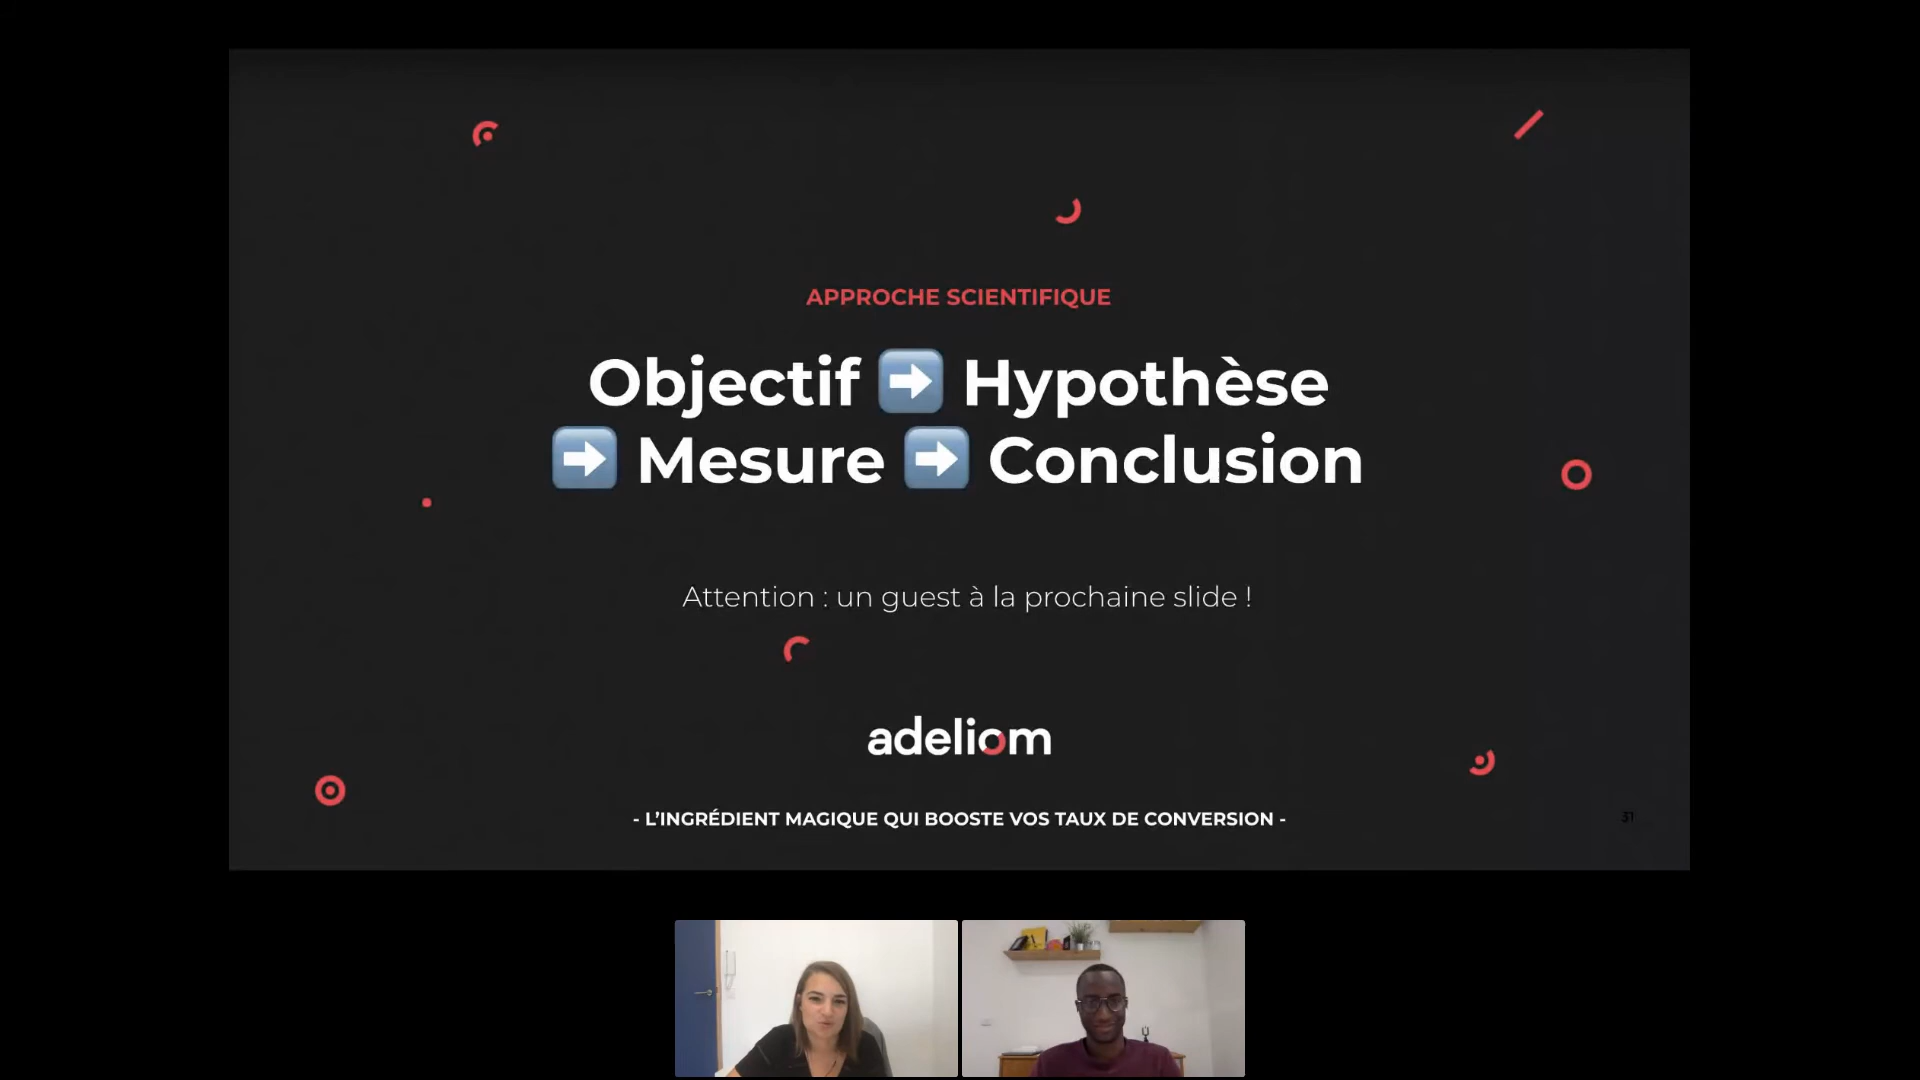 APPROCHE SCIENTIFIQUE
Objectif ➡️ Hypothèse
➡️ Mesure ➡️ Conclusion
Attention : un guest à la prochaine slide !
adeliom
- L'INGRÉDIENT MAGIQUE QUI BOOSTE VOS TAUX DE CONVERSION -
31